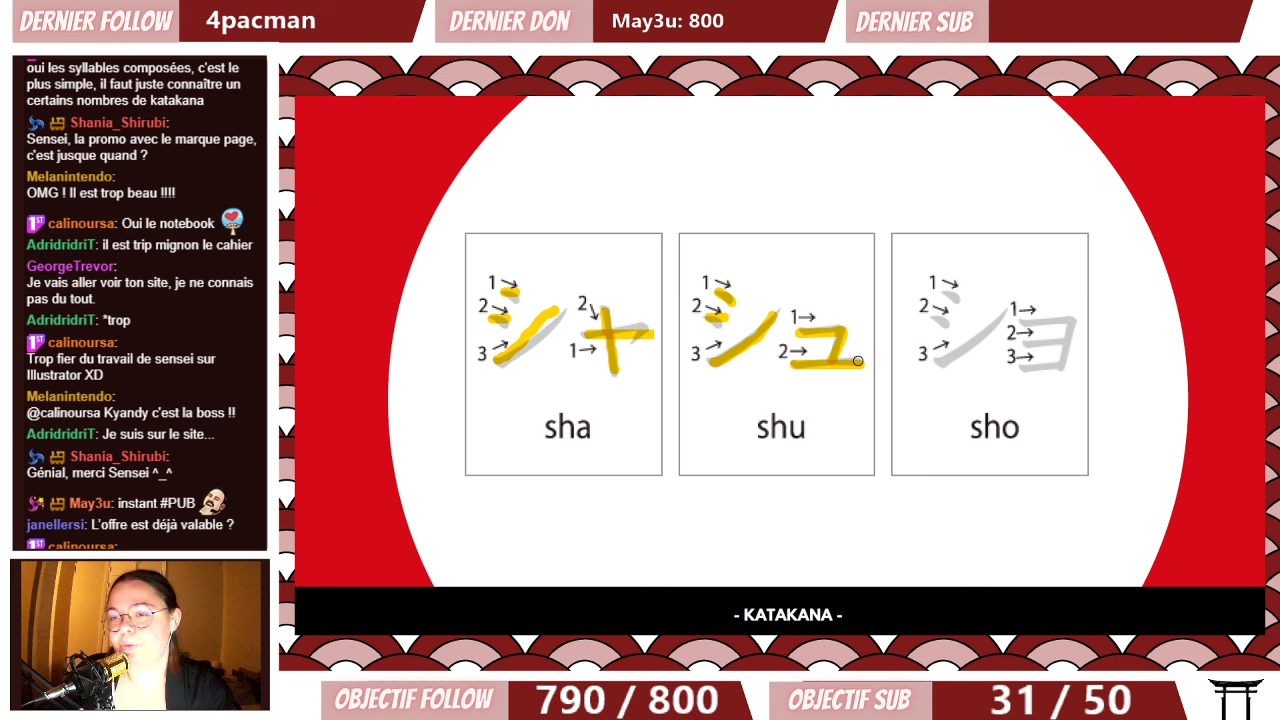 DERNIER FOLLOW
4pacman
DERNIER DON
May3u: 800
DERNIER SUB
oui les syllables composées, c'est le
plus simple, il faut juste connaître un
certains nombres de katakana
Shania_Shirubi:
Sensei, la promo avec le marque page,
c'est jusque quand ?
Melanintendo:
OMG ! Il est trop beau !!!!
1ST calinoursa: Oui le notebook
AdridridriT: il est trip mignon le cahier
GeorgeTrevor:
Je vais aller voir ton site, je ne connais
pas du tout.
AdridridriT: *trop
1ST calinoursa:
Trop fier du travail de sensei sur
Illustrator XD
Melanintendo:
@calinoursa Kyandy c'est la boss !!
AdridridriT: Je suis sur le site...
Shania_Shirubi:
Génial, merci Sensei ^_^
May3u: instant #PUB
janellersi: L'offre est déjà valable ?
1ST calinoursa:
1→
2→
3→
シャ
2→
1→
sha
1→
2→
3→
シュ
1→
2→
shu
1→
2→
3→
ショ
1→
2→
3→
sho
- KATAKANA -
OBJECTIF FOLLOW
790 / 800
OBJECTIF SUB
31 / 50